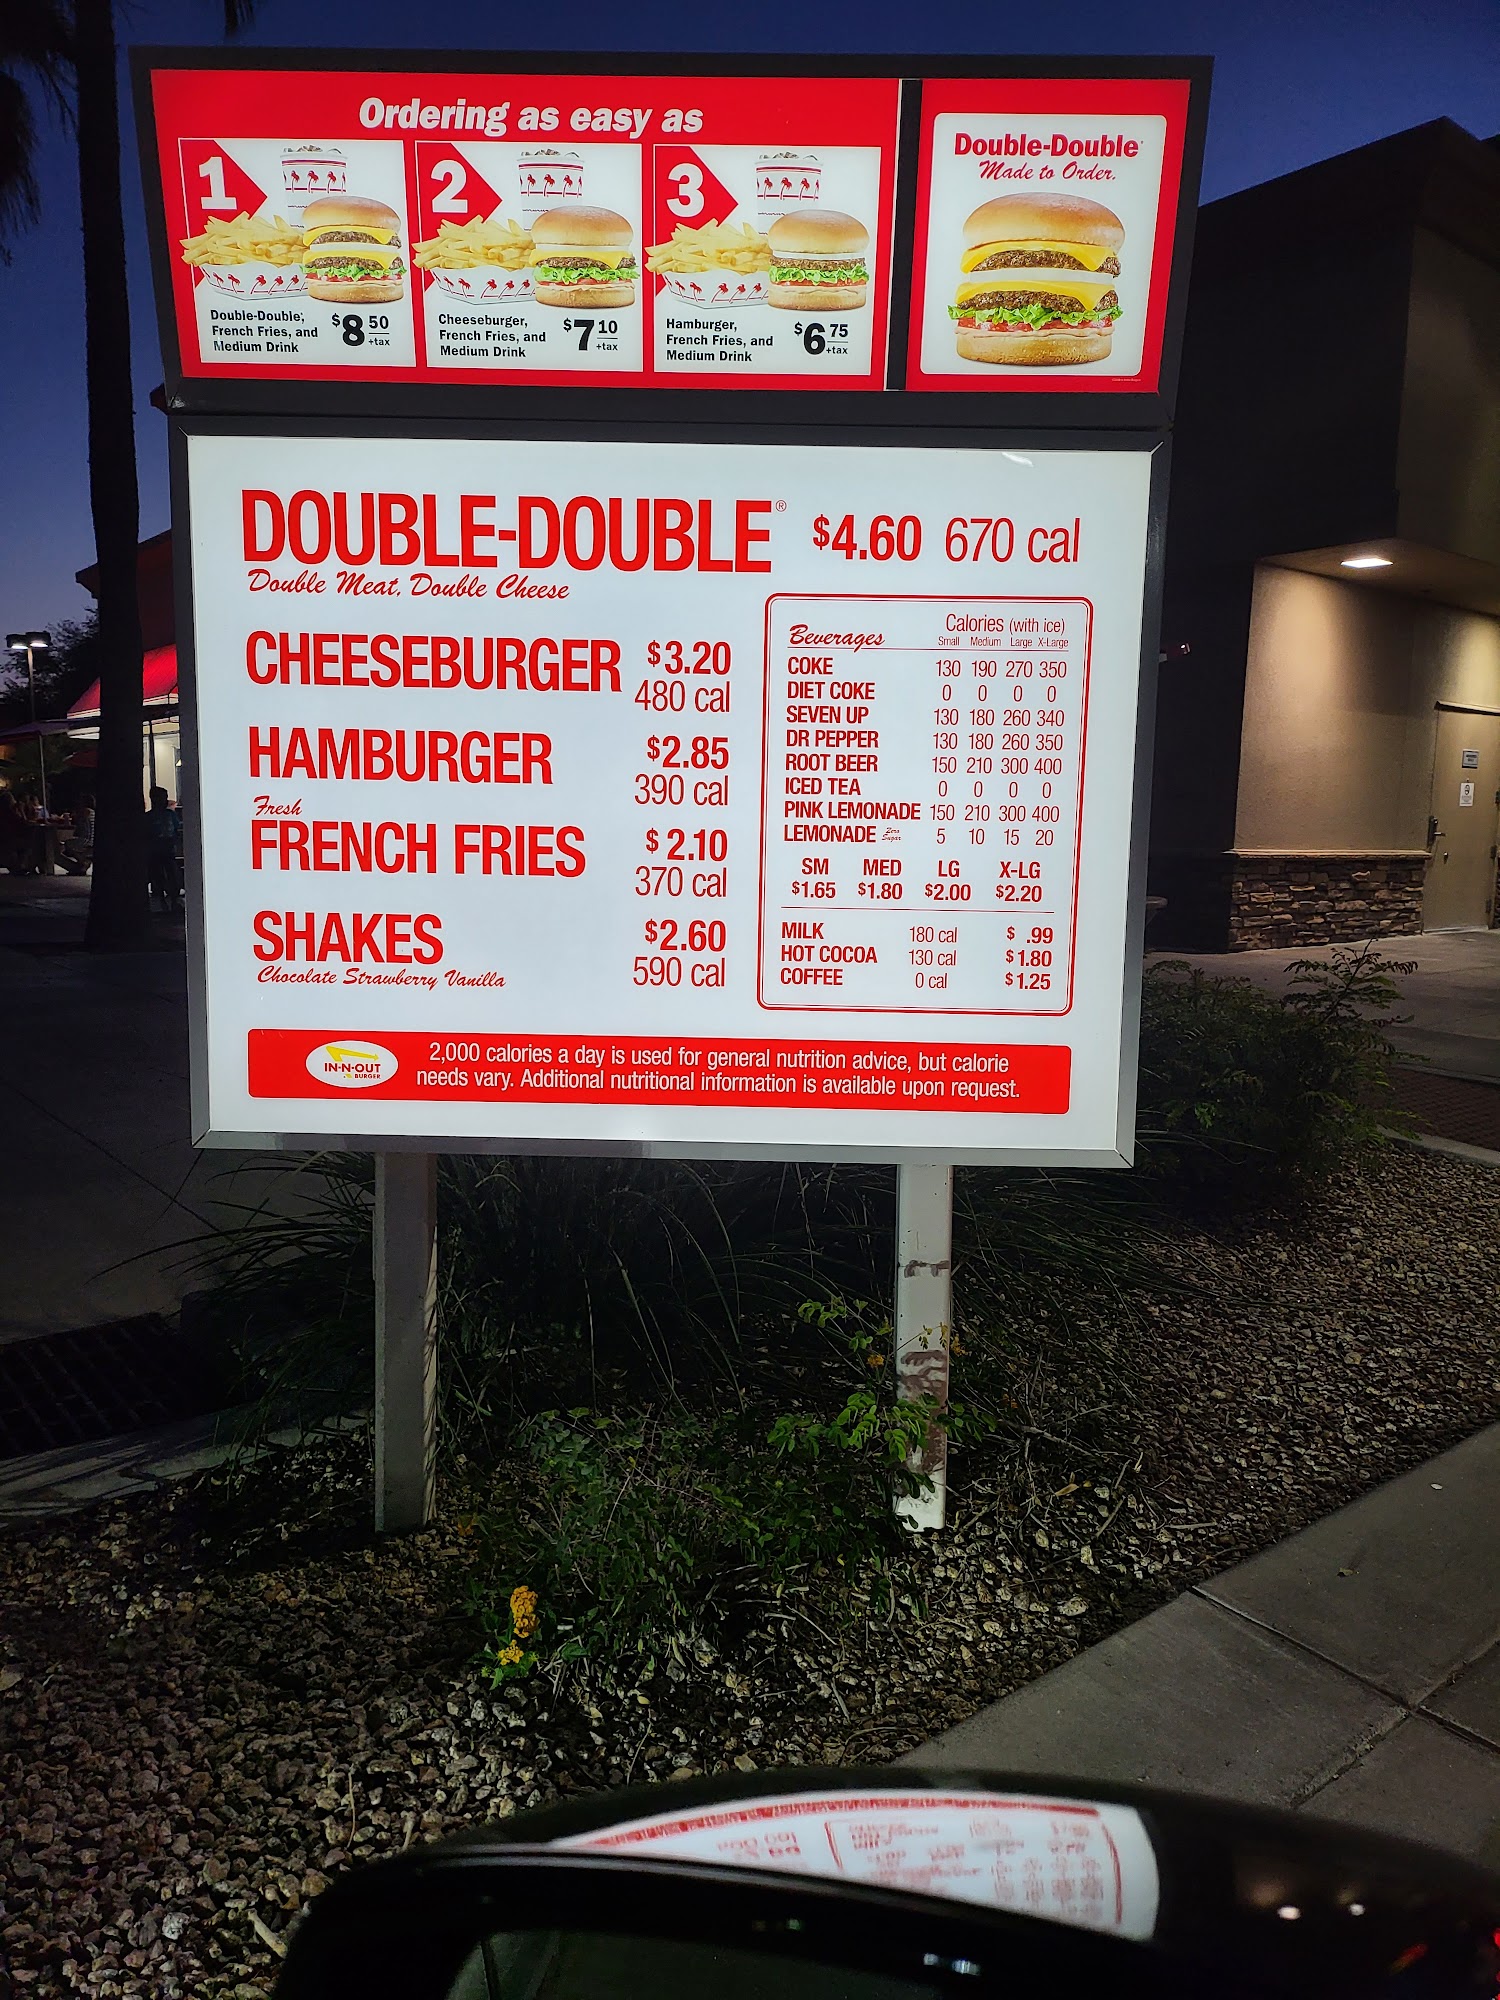 Ordering as easy as
1
Double-Double,
French Fries, and
Medium Drink
$8 50
+tax
2
Cheeseburger,
French Fries, and
Medium Drink
$7 10
+tax
3
Hamburger,
French Fries, and
Medium Drink
$6 75
+tax
Double-Double
Made to Order.
DOUBLE-DOUBLE® $4.60 670 cal
Double Meat, Double Cheese
CHEESEBURGER $3.20
480 cal
HAMBURGER $2.85
390 cal
Fresh
FRENCH FRIES $2.10
370 cal
SHAKES $2.60
Chocolate Strawberry Vanilla 590 cal
Beverages Calories (with ice)
Small Medium Large X-Large
COKE 130 190 270 350
DIET COKE 0 0 0 0
SEVEN UP 130 180 260 340
DR PEPPER 130 180 260 350
ROOT BEER 150 210 300 400
ICED TEA 0 0 0 0
PINK LEMONADE 150 210 300 400
LEMONADE Zero Sugar 5 10 15 20
SM MED LG X-LG
$1.65 $1.80 $2.00 $2.20
MILK 180 cal $ .99
HOT COCOA 130 cal $1.80
COFFEE 0 cal $1.25
IN-N-OUT
BURGER
2,000 calories a day is used for general nutrition advice, but calorie
needs vary. Additional nutritional information is available upon request.